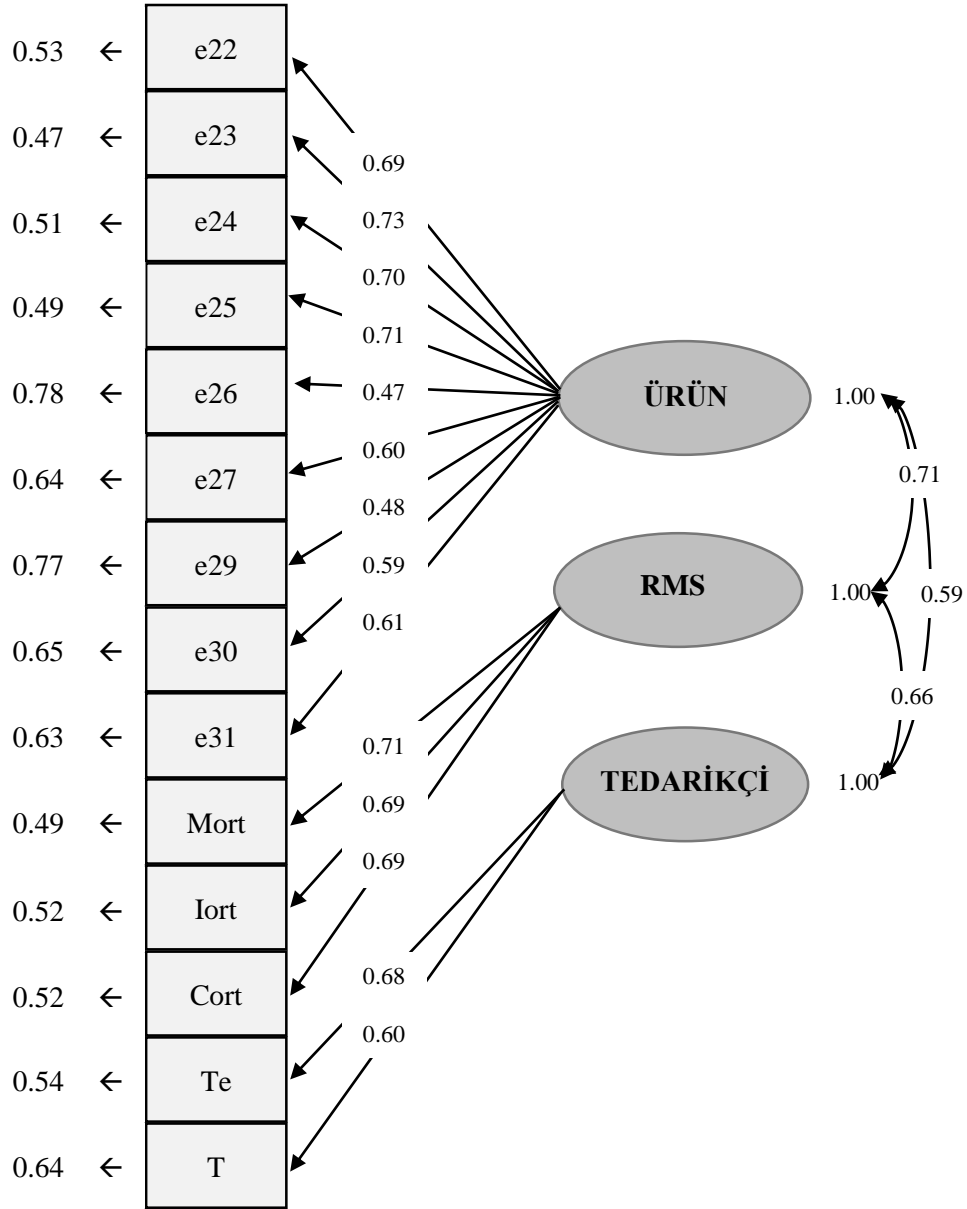 0.53 ← e22
0.69
0.47 ← e23
0.73
0.51 ← e24
0.70
0.49 ← e25
0.71
0.78 ← e26
0.47
ÜRÜN 1.00
0.60
0.64 ← e27
0.71
0.48
0.77 ← e29
0.59
RMS 1.00 0.59
0.61
0.65 ← e30
0.66
0.63 ← e31
0.71
TEDARİKÇİ 1.00
0.69
0.49 ← Mort
0.69
0.52 ← Iort
0.68
0.52 ← Cort
0.60
0.54 ← Te
0.64 ← T